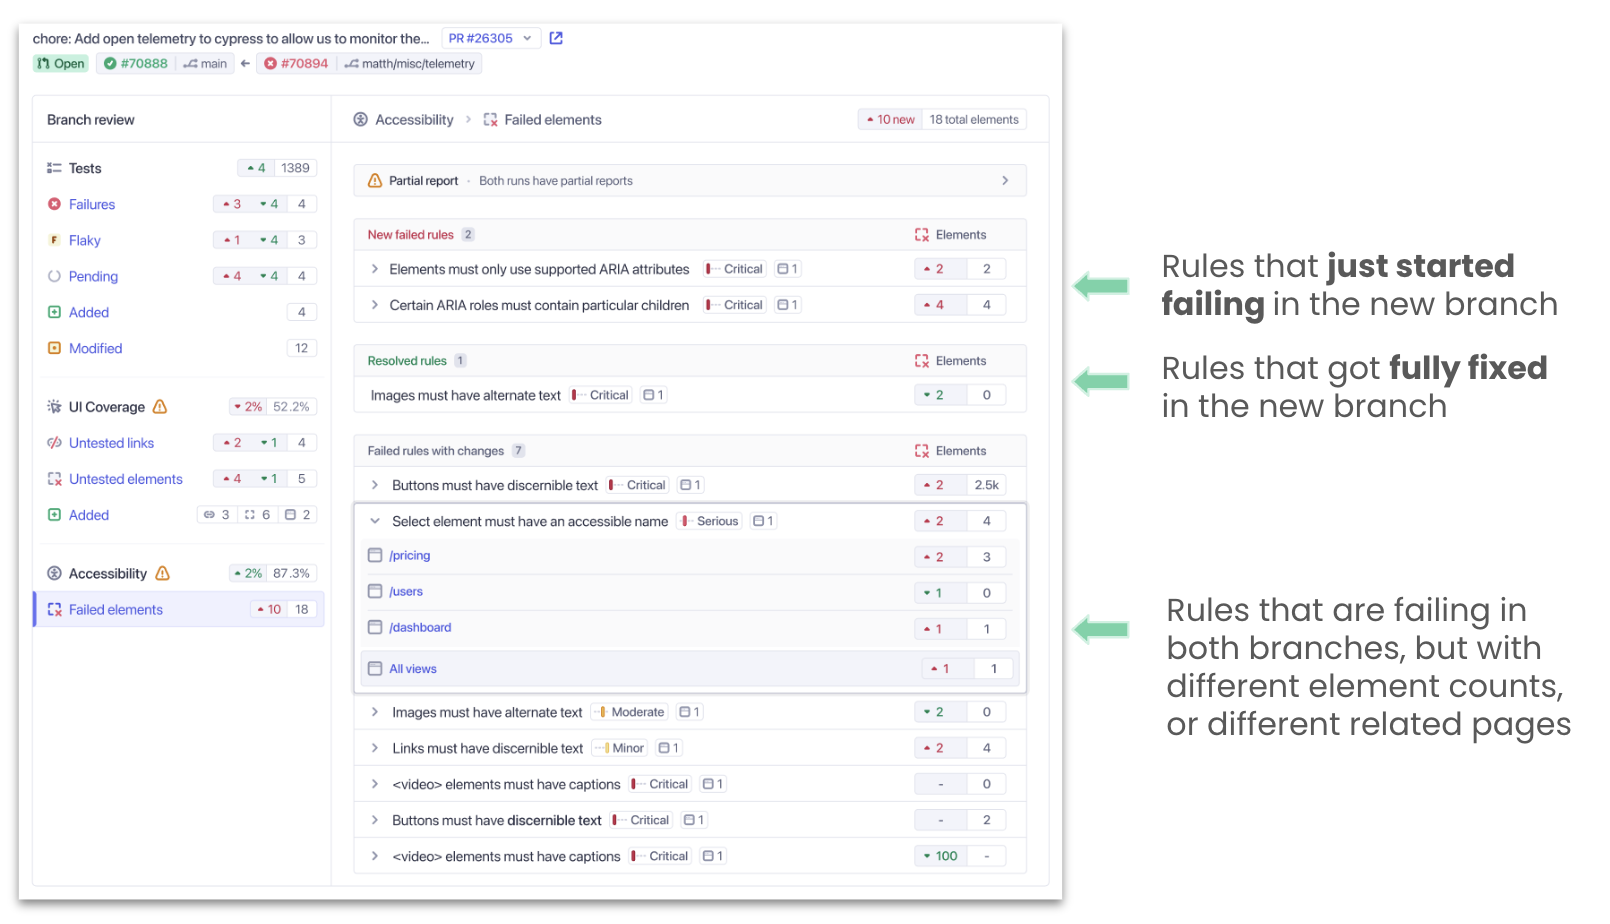 chore: Add open telemetry to cypress to allow us to monitor the... PR #26305
Open #70888 main ← #70894 matth/misc/telemetry
Branch review
Tests 4 1389
Failures 3 4 4
F Flaky 1 4 3
Pending 4 4 4
Added 4
Modified 12
UI Coverage 2% 52.2%
Untested links 2 1 4
Untested elements 4 1 5
Added 3 6 2
Accessibility 2% 87.3%
Failed elements 10 18
Accessibility > Failed elements 10 new 18 total elements
Partial report · Both runs have partial reports
New failed rules 2 Elements
Elements must only use supported ARIA attributes Critical 1 2 2
Certain ARIA roles must contain particular children Critical 1 4 4
Resolved rules 1 Elements
Images must have alternate text Critical 1 2 0
Failed rules with changes 7 Elements
Buttons must have discernible text Critical 1 2 2.5k
Select element must have an accessible name Serious 1 2 4
/pricing 2 3
/users 1 0
/dashboard 1 1
All views 1 1
Images must have alternate text Moderate 1 2 0
Links must have discernible text Minor 1 2 4
<video> elements must have captions Critical 1 - 0
Buttons must have discernible text Critical 1 - 2
<video> elements must have captions Critical 1 100 -
Rules that just started
failing in the new branch
Rules that got fully fixed
in the new branch
Rules that are failing in
both branches, but with
different element counts,
or different related pages